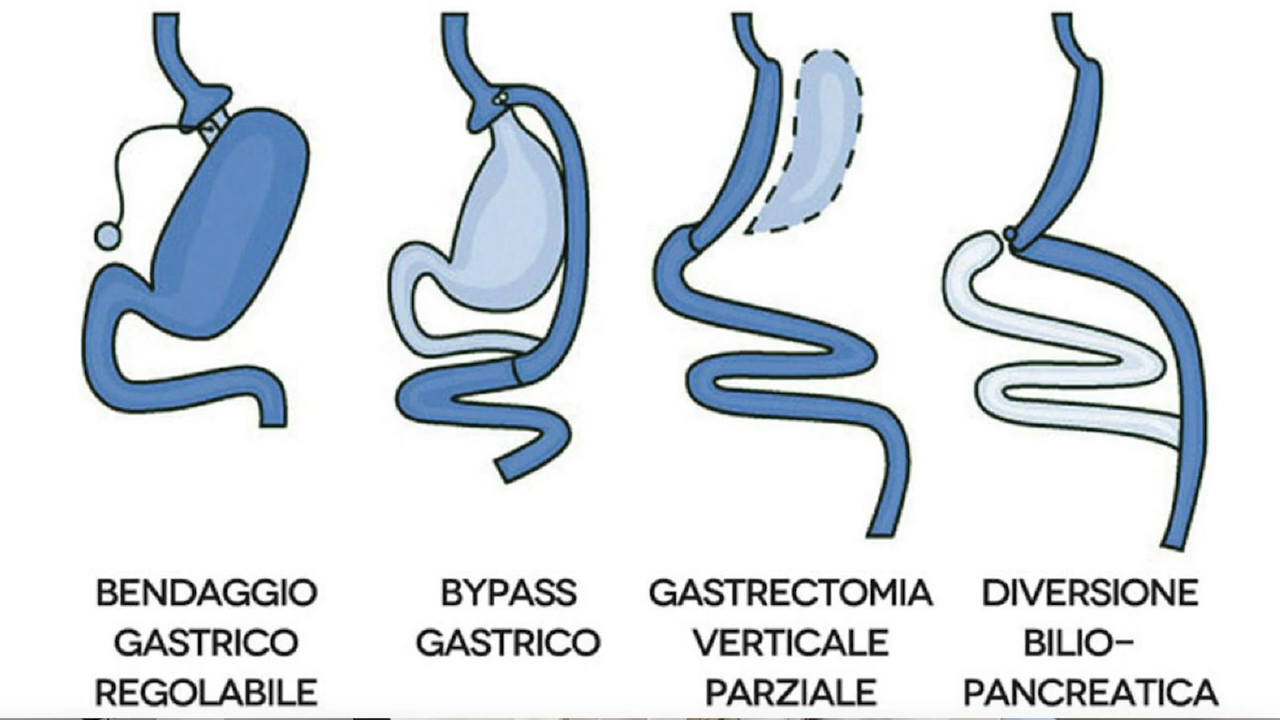 BENDAGGIO
GASTRICO
REGOLABILE
BYPASS
GASTRICO
GASTRECTOMIA
VERTICALE
PARZIALE
DIVERSIONE
BILIO-
PANCREATICA